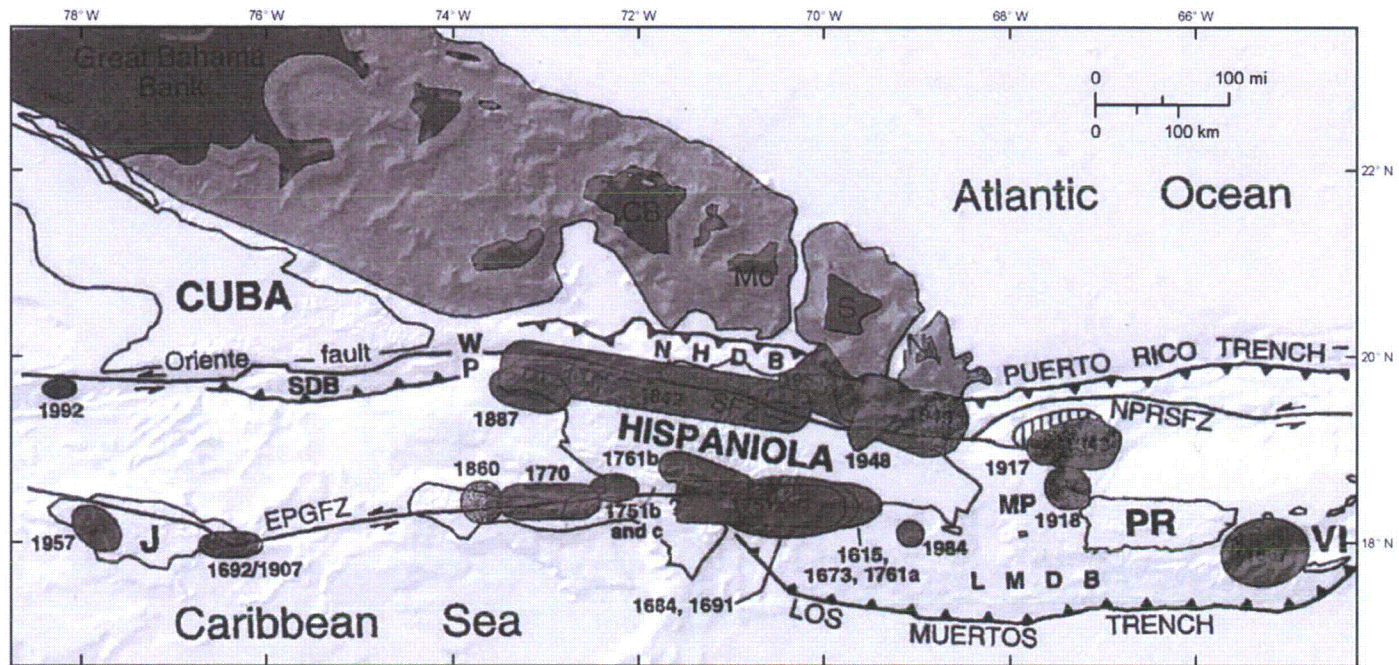 78° W 76° W 74° W 72° W 70° W 68° W 66° W
Great Bahama
Bank
0 100 mi
0 100 km
22° N
Atlantic Ocean
CB
Mo
S
N
CUBA
W
P
N H D B
20° N
PUERTO RICO TRENCH
Oriente fault
SDB
NPRSFZ
1992
1887
1842
SF
HISPANIOLA
1761b
1948
1917
1860
1770
EPGFZ
1751b
and c
MP
1918
PR
VI
1957
J
1692/1907
1615,
1673, 1761a
1984
18° N
L M D B
1684, 1691
LOS
MUERTOS
TRENCH
Caribbean Sea